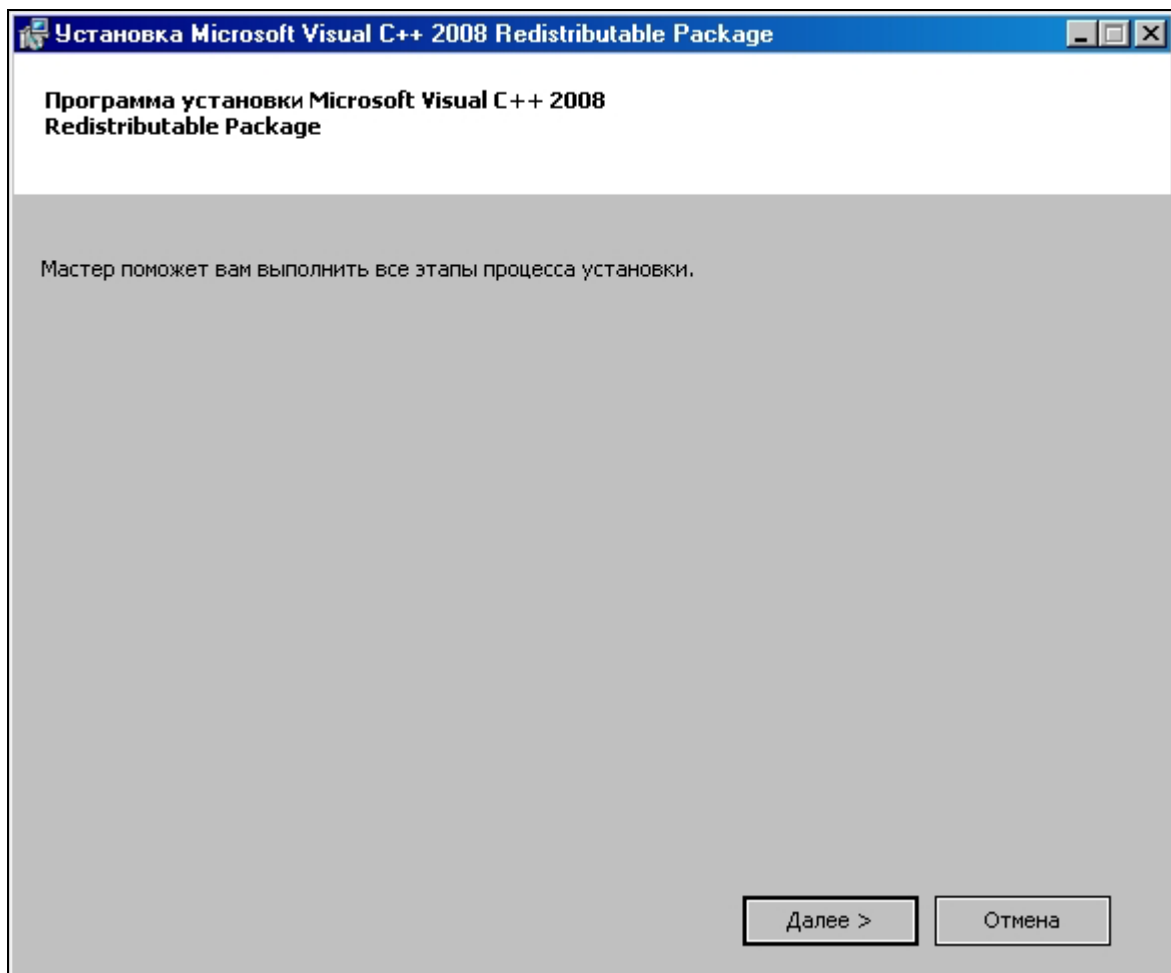 Установка Microsoft Visual C++ 2008 Redistributable Package
Программа установки Microsoft Visual C++ 2008
Redistributable Package
Мастер поможет вам выполнить все этапы процесса установки.
Далее >
Отмена